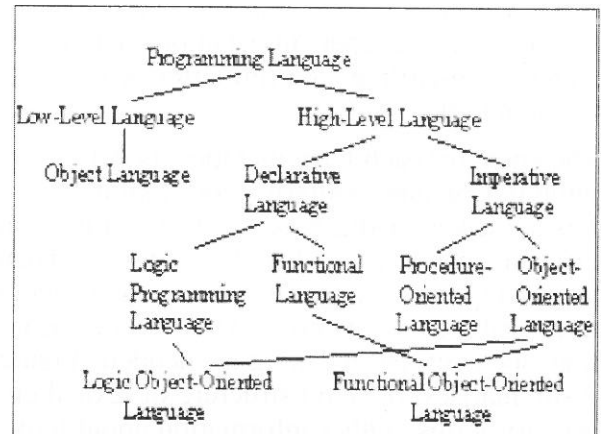 Programming Language
Low-Level Language High-Level Language
Object Language Declarative Language Imperative Language
Logic Programming Language Functional Language Procedure-Oriented Language Object-Oriented Language
Logic Object-Oriented Language Functional Object-Oriented Language